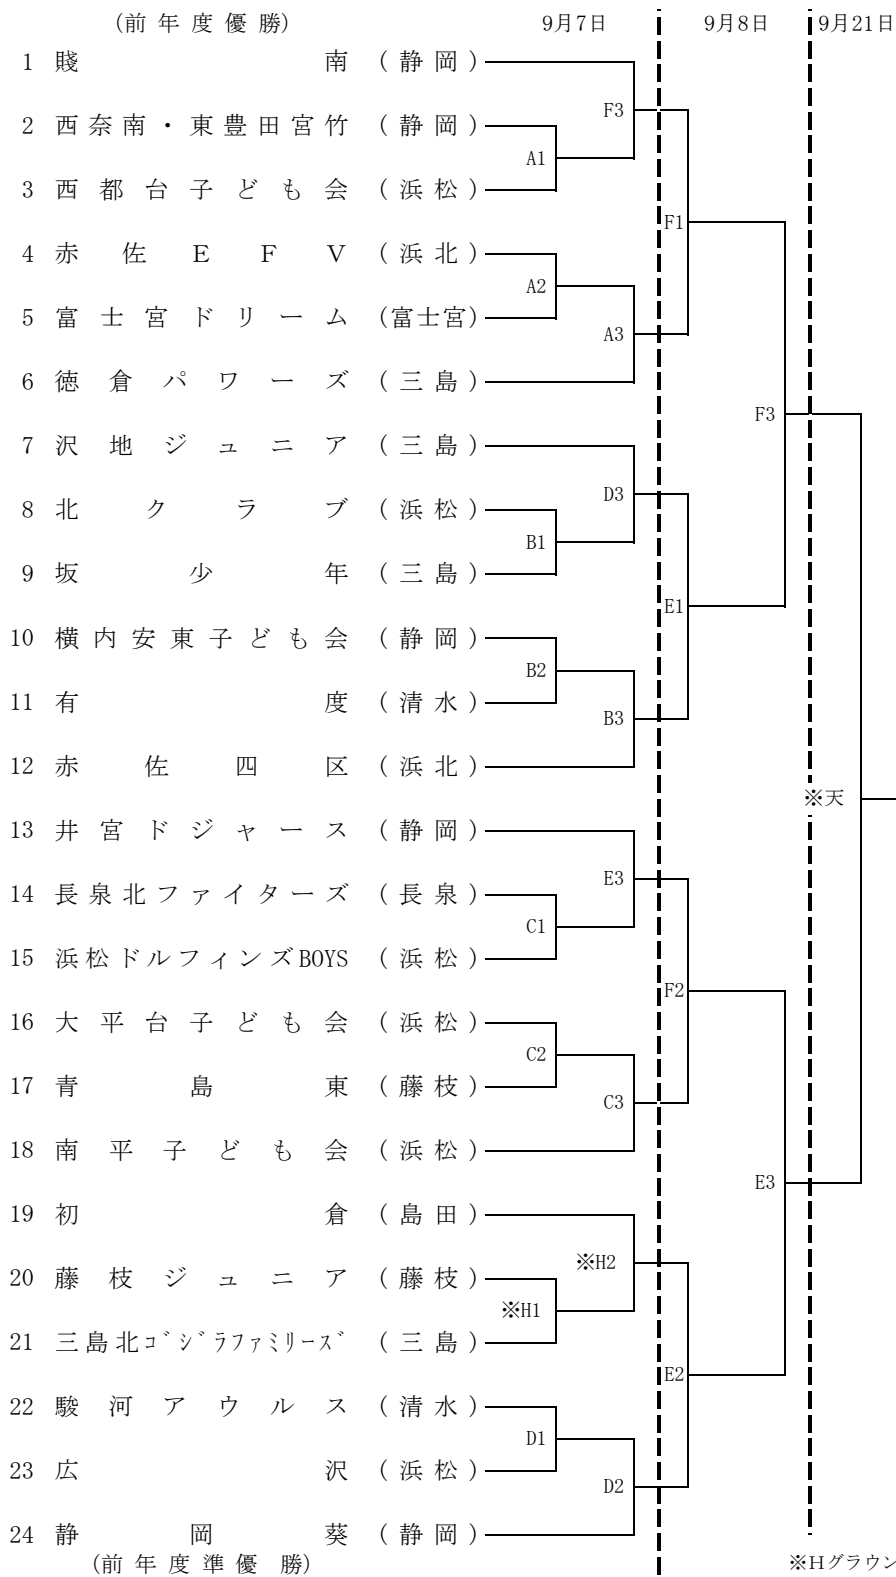 (前年度優勝) 9月7日 9月8日 9月21日
1 賤南 (静岡)
F3
2 西奈南・東豊田宮竹 (静岡)
A1
3 西都台子ども会 (浜松)
F1
4 赤佐EFV (浜北)
A2
5 富士宮ドリーム (富士宮)
A3
6 徳倉パワーズ (三島)
F3
7 沢地ジュニア (三島)
D3
8 北クラブ (浜松)
B1
9 坂少年 (三島)
E1
10 横内安東子ども会 (静岡)
B2
11 有度 (清水)
B3
12 赤佐四区 (浜北)
※天
13 井宮ドジャース (静岡)
E3
14 長泉北ファイターズ (長泉)
C1
15 浜松ドルフィンズBOYS (浜松)
F2
16 大平台子ども会 (浜松)
C2
17 青島東 (藤枝)
C3
18 南平子ども会 (浜松)
E3
19 初倉 (島田)
※H2
20 藤枝ジュニア (藤枝)
※H1
21 三島北ゴジラファミリーズ (三島)
E2
22 駿河アウルス (清水)
D1
23 広沢 (浜松)
D2
24 静岡葵 (静岡)
(前年度準優勝) ※Hグラウン